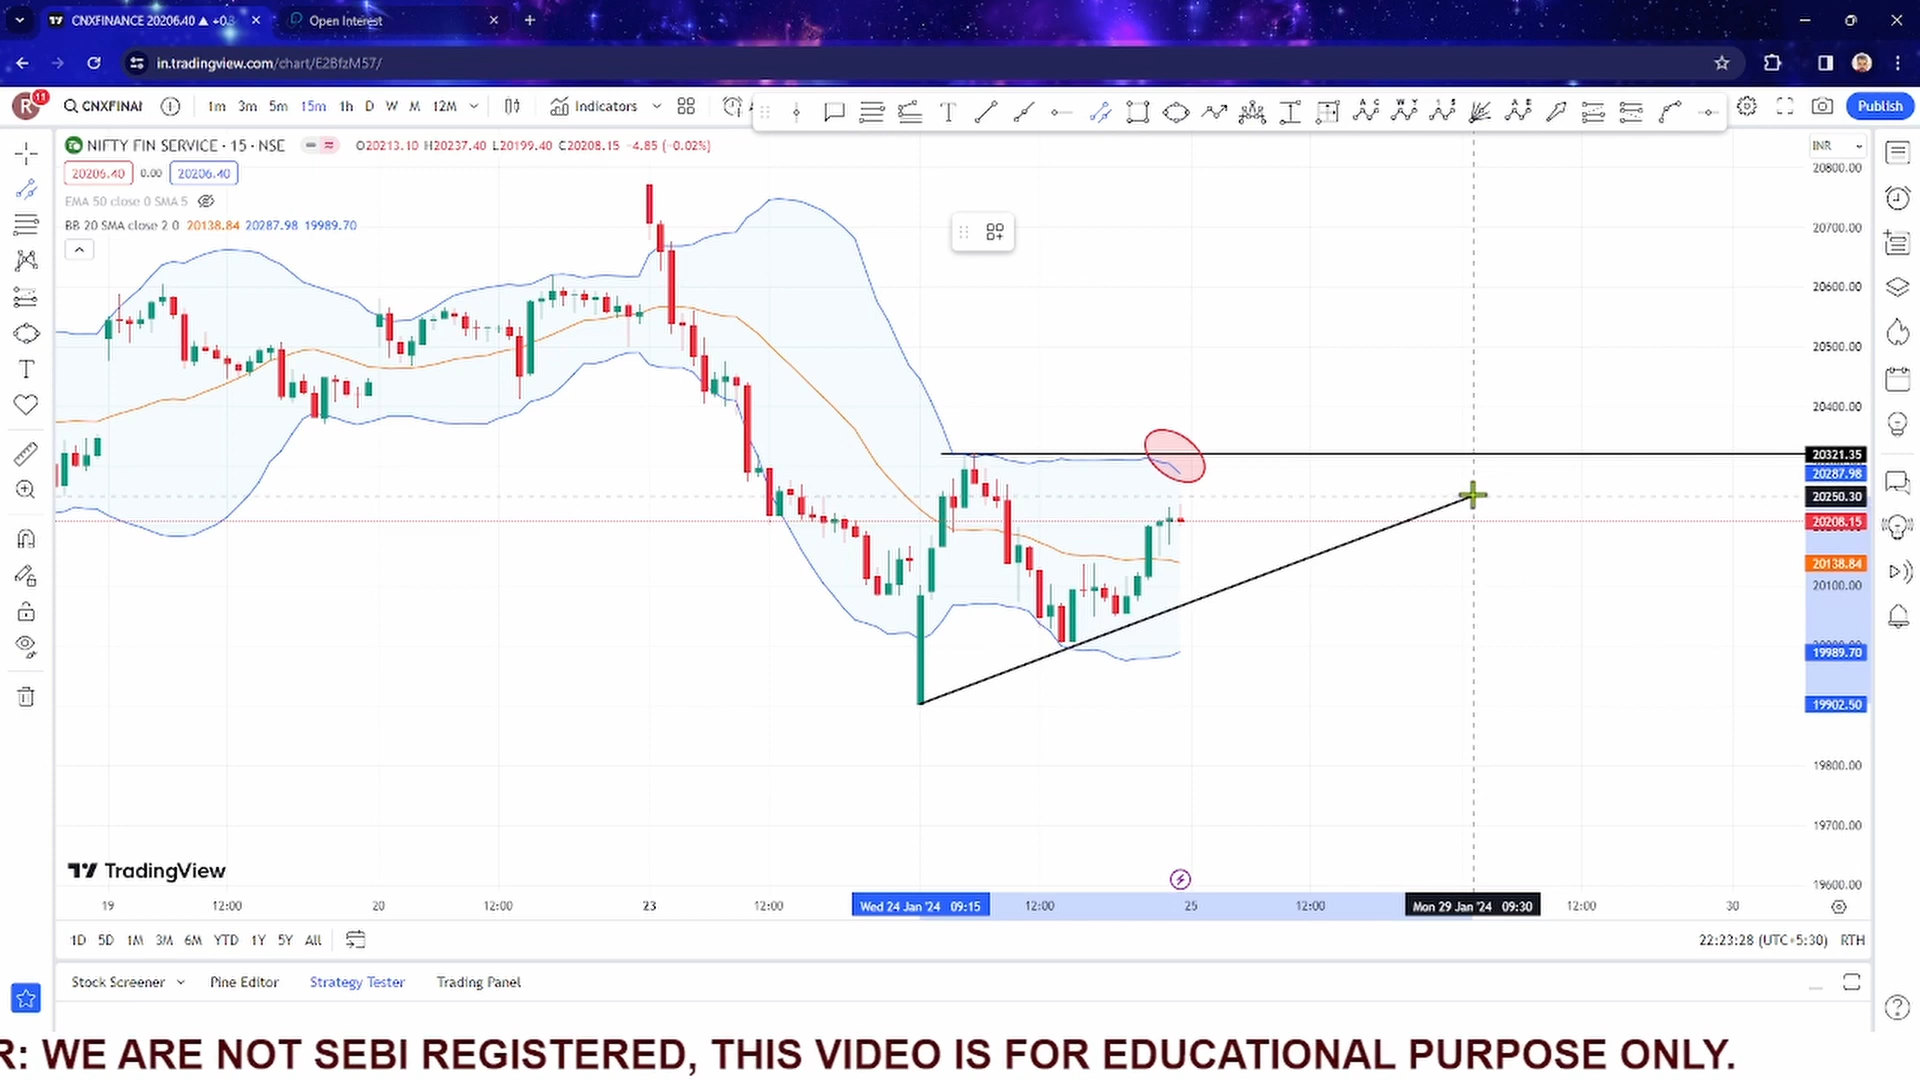 CNXFINANCE 20206.40 ▲ +0.3
Open Interest
in.tradingview.com/chart/E2BfzM57/
R 11
CNXFINAI
1m 3m 5m 15m 1h D W M 12M
Indicators
Publish
NIFTY FIN SERVICE · 15 · NSE O20213.10 H20237.40 L20199.40 C20208.15 -4.85 (-0.02%)
INR
20206.40 0.00 20206.40
EMA 50 close 0 SMA 5
BB 20 SMA close 2 0 20138.84 20287.98 19989.70
20800.00
20700.00
20600.00
20500.00
20400.00
20321.35
20287.98
20250.30
20208.15
20138.84
20100.00
19989.70
19902.50
19800.00
19700.00
19600.00
TradingView
19 12:00 20 12:00 23 12:00 Wed 24 Jan '24 09:15 12:00 25 12:00 Mon 29 Jan '24 09:30 12:00 30
1D 5D 1M 3M 6M YTD 1Y 5Y All
22:23:28 (UTC+5:30) RTH
Stock Screener Pine Editor Strategy Tester Trading Panel
R: WE ARE NOT SEBI REGISTERED, THIS VIDEO IS FOR EDUCATIONAL PURPOSE ONLY.